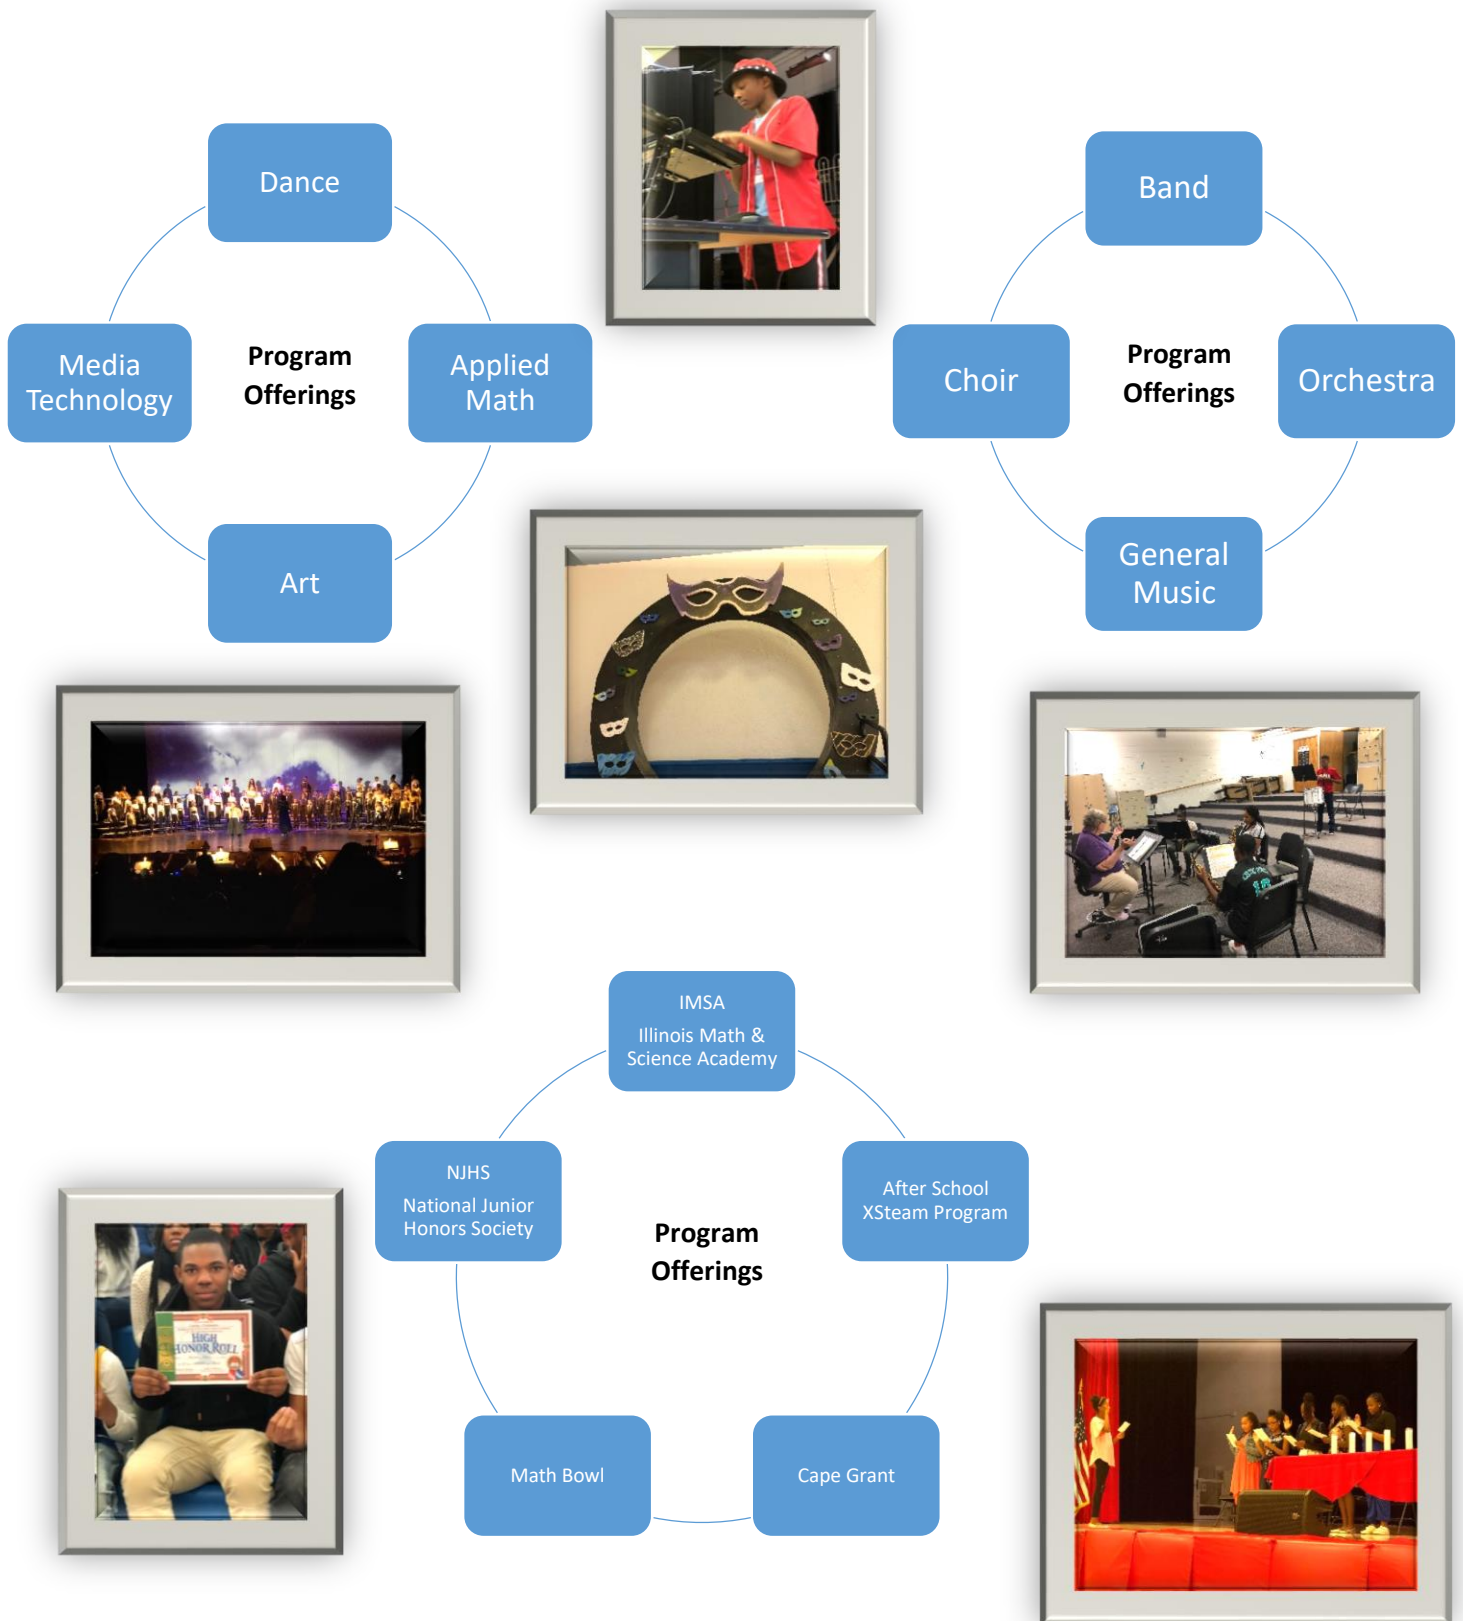 Dance
Media
Technology
Program
Offerings
Applied
Math
Art
Band
Choir
Program
Offerings
Orchestra
General
Music
IMSA
Illinois Math &
Science Academy
NJHS
National Junior
Honors Society
After School
XSteam Program
Program
Offerings
Math Bowl
Cape Grant
HIGH
HONOR ROLL